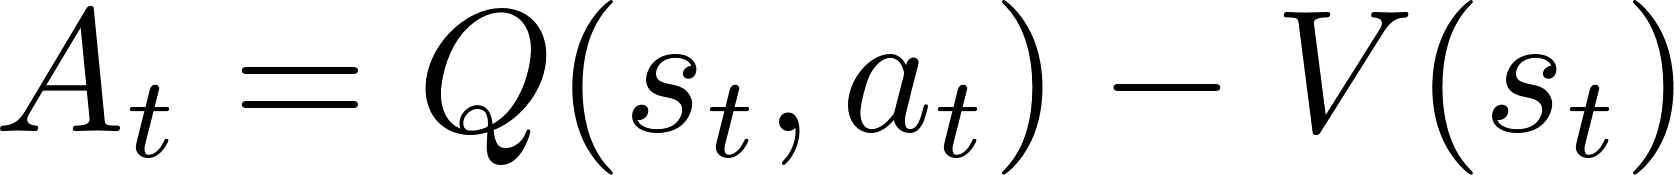 A_t = Q(s_t, a_t) − V(s_t)